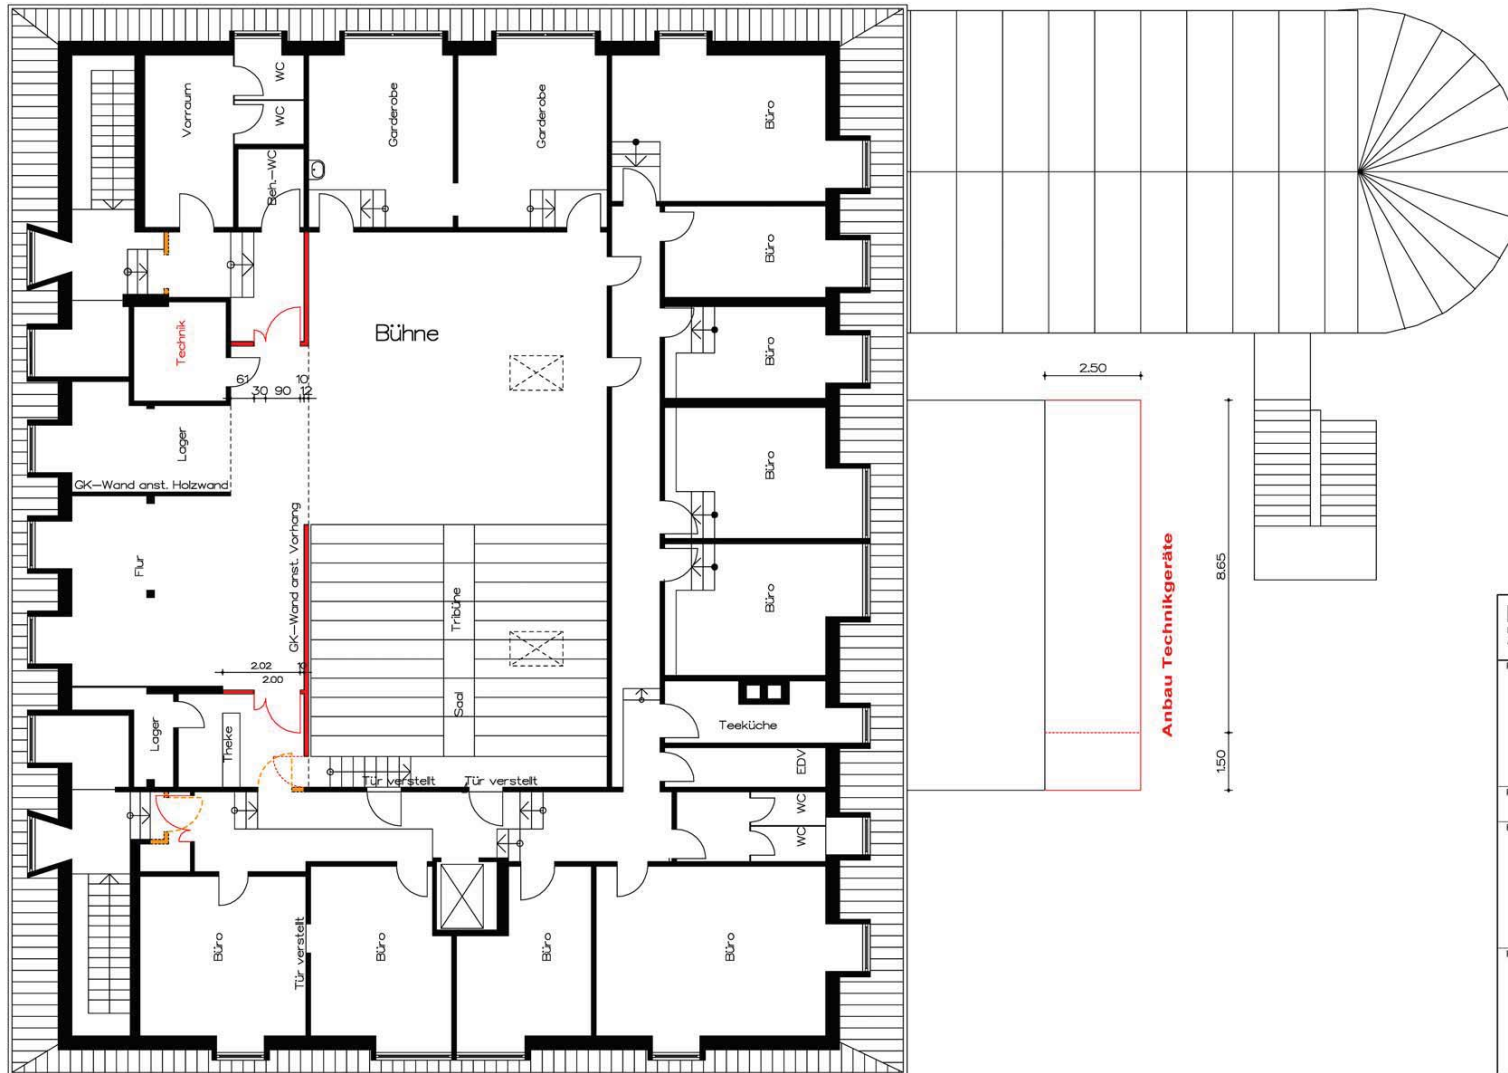 Vorraum
WC
WC
Beh.-WC
Garderobe
Garderobe
Büro
Büro
Büro
Büro
Büro
Technik
Bühne
61
30
90
10
12
Lager
GK-Wand anst. Holzwand
Flur
GK-Wand anst. Vorhang
Tribüne
Saal
2.02
10
2.00
Lager
Theke
Tür verstellt
Tür verstellt
Teeküche
EDV
WC
WC
Büro
Tür verstellt
Büro
Büro
Büro
2.50
8.65
1.50
Anbau Technikgeräte